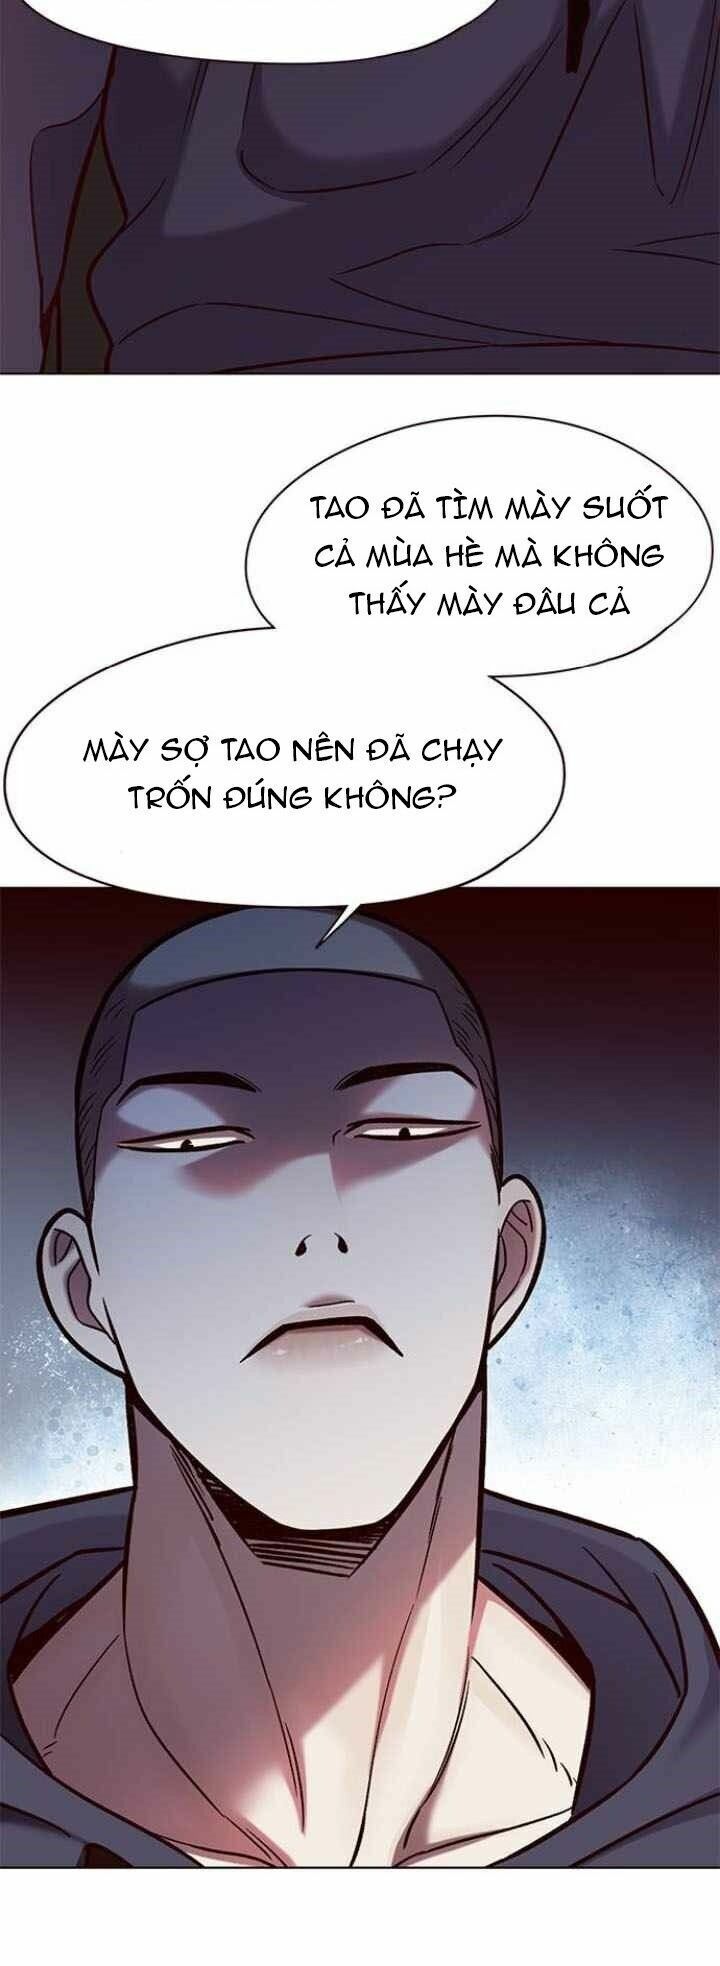 TAO ĐÃ TÌM MÀY SUỐT
CẢ MÙA HÈ MÀ KHÔNG
THẤY MÀY ĐÂU CẢ
MÀY SỢ TAO NÊN ĐÃ CHẠY
TRỐN ĐÚNG KHÔNG?